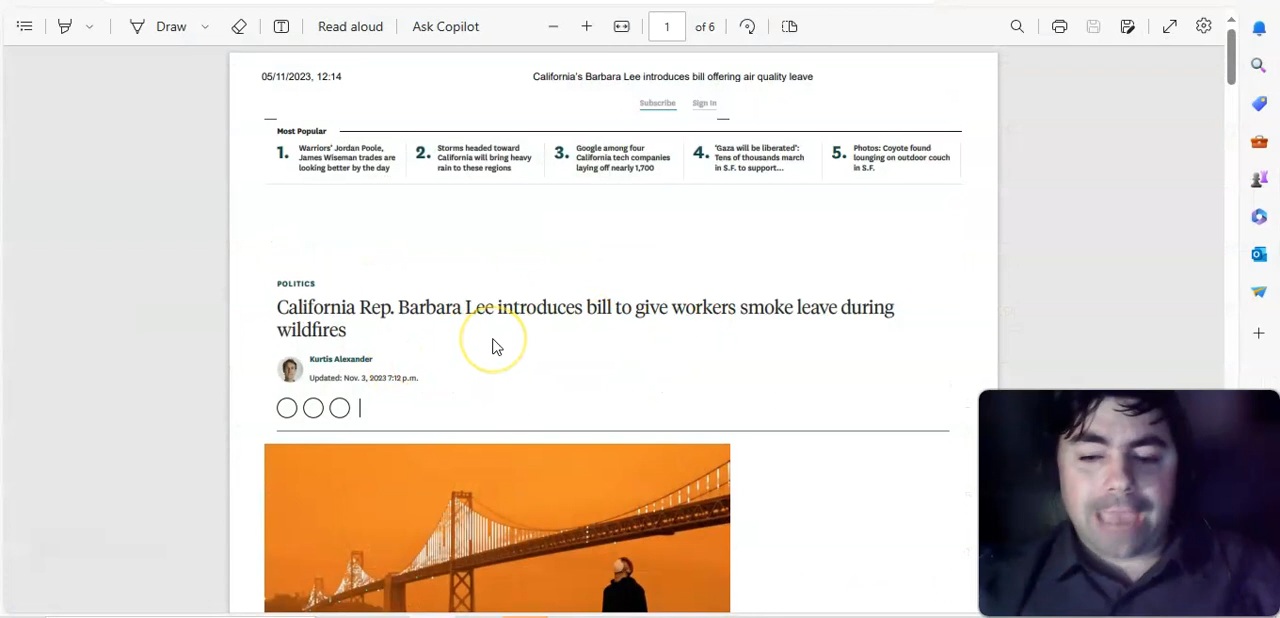 Draw
Read aloud
Ask Copilot
1 of 6
05/11/2023, 12:14
California's Barbara Lee introduces bill offering air quality leave
Subscribe
Sign In
Most Popular
1. Warriors' Jordan Poole,
James Wiseman trades are
looking better by the day
2. Storms headed toward
California will bring heavy
rain to these regions
3. Google among four
California tech companies
laying off nearly 1,700
4. 'Gaza will be liberated':
Tens of thousands march
in S.F. to support...
5. Photos: Coyote found
lounging on outdoor couch
in S.F.
POLITICS
California Rep. Barbara Lee introduces bill to give workers smoke leave during
wildfires
Kurtis Alexander
Updated: Nov. 3, 2023 7:12 p.m.